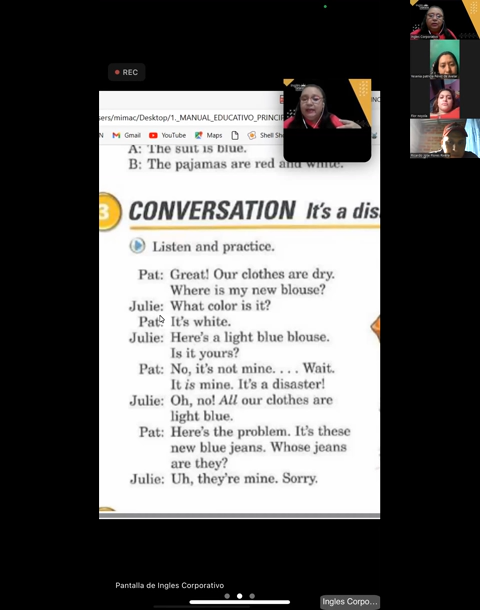 REC
sers/mimac/Desktop/1._MANUAL_EDUCATIVO_PRINCIP
Gmail YouTube Maps Shell Sh
A: The suit is blue.
B: The pajamas are red and white.
3 CONVERSATION It's a dis
Listen and practice.
Pat: Great! Our clothes are dry.
Where is my new blouse?
Julie: What color is it?
Pat: It's white.
Julie: Here's a light blue blouse.
Is it yours?
Pat: No, it's not mine. . . . Wait.
It is mine. It's a disaster!
Julie: Oh, no! All our clothes are
light blue.
Pat: Here's the problem. It's these
new blue jeans. Whose jeans
are they?
Julie: Uh, they're mine. Sorry.
Pantalla de Ingles Corporativo
Ingles Corpo...
Ingles Corporativo